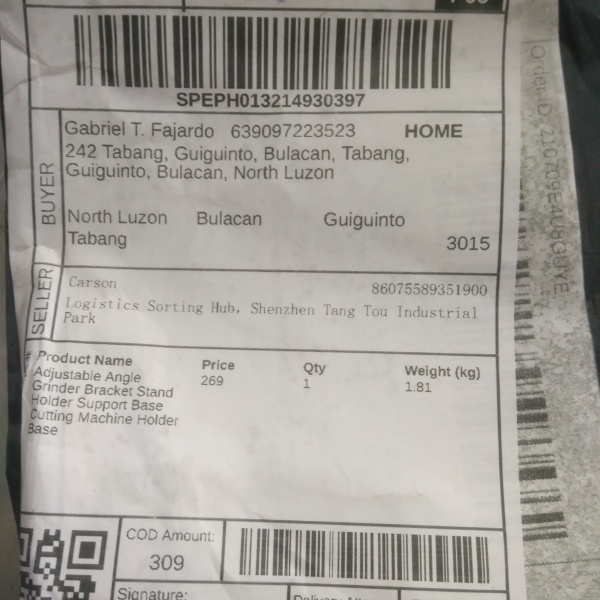 SPEPH013214930397
BUYER
Gabriel T. Fajardo 639097223523 HOME
242 Tabang, Guiguinto, Bulacan, Tabang,
Guiguinto, Bulacan, North Luzon
North Luzon Bulacan Guiguinto
Tabang 3015
SELLER
Carson 86075589351900
Logistics Sorting Hub, Shenzhen Tang Tou Industrial
Park
# Product Name Price Qty Weight (kg)
Adjustable Angle 269 1 1.81
Grinder Bracket Stand
Holder Support Base
Cutting Machine Holder
Base
COD Amount:
309
Signature:
Order ID